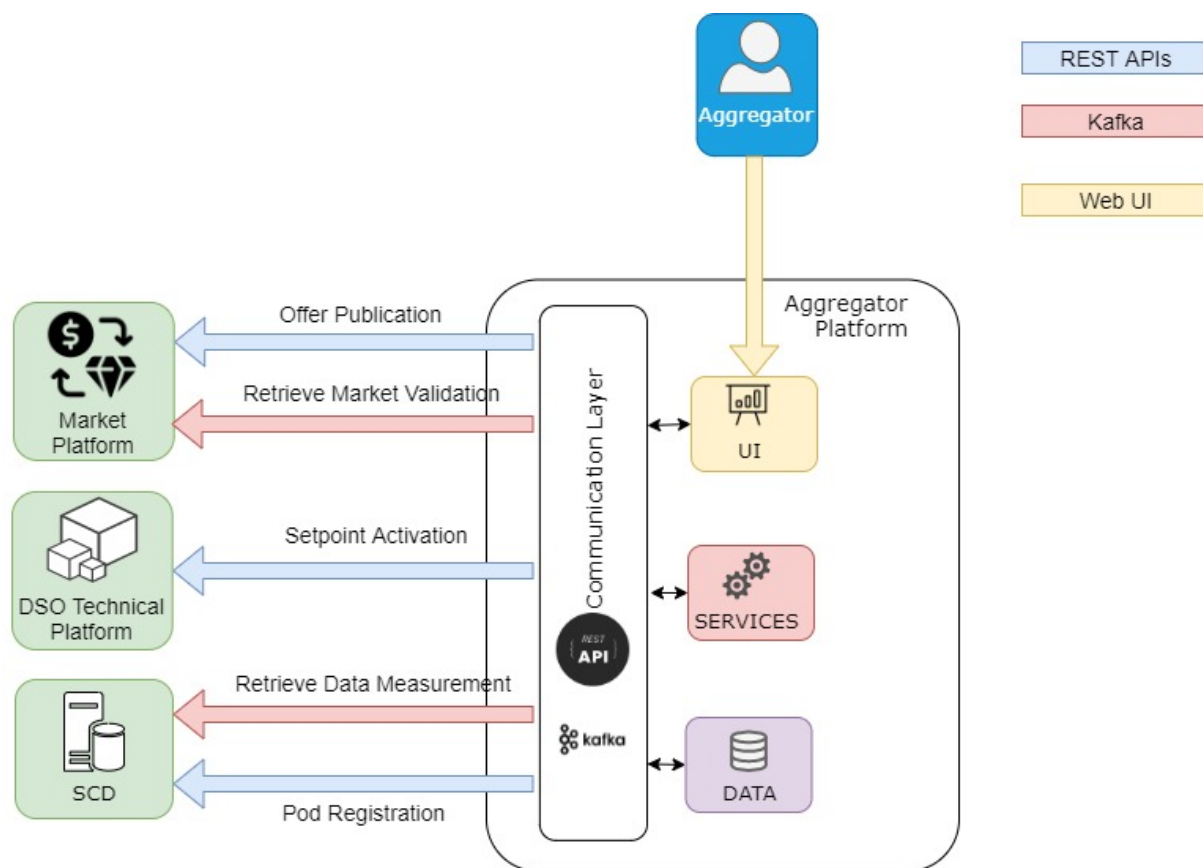 Aggregator
REST APIs
Kafka
Web UI
Aggregator
Platform
Offer Publication
Retrieve Market Validation
Market
Platform
Communication Layer
UI
Setpoint Activation
DSO Technical
Platform
REST
API
SERVICES
Retrieve Data Measurement
kafka
SCD
Pod Registration
DATA